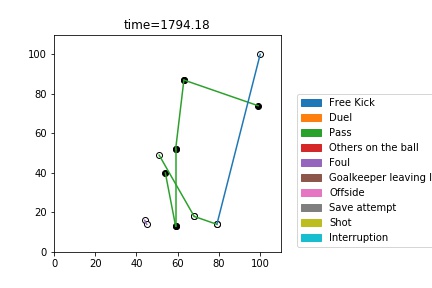 time=1794.18
100
80
60
40
20
0
0 20 40 60 80 100
Free Kick
Duel
Pass
Others on the ball
Foul
Goalkeeper leaving l
Offside
Save attempt
Shot
Interruption